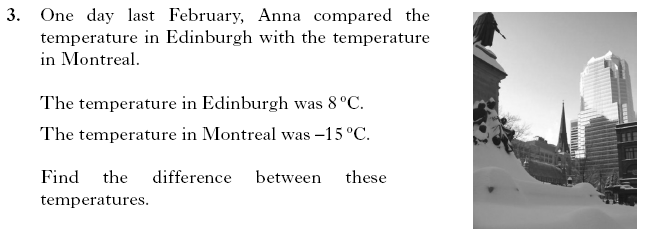 3. One day last February, Anna compared the
temperature in Edinburgh with the temperature
in Montreal.
The temperature in Edinburgh was 8 ºC.
The temperature in Montreal was –15 ºC.
Find the difference between these
temperatures.